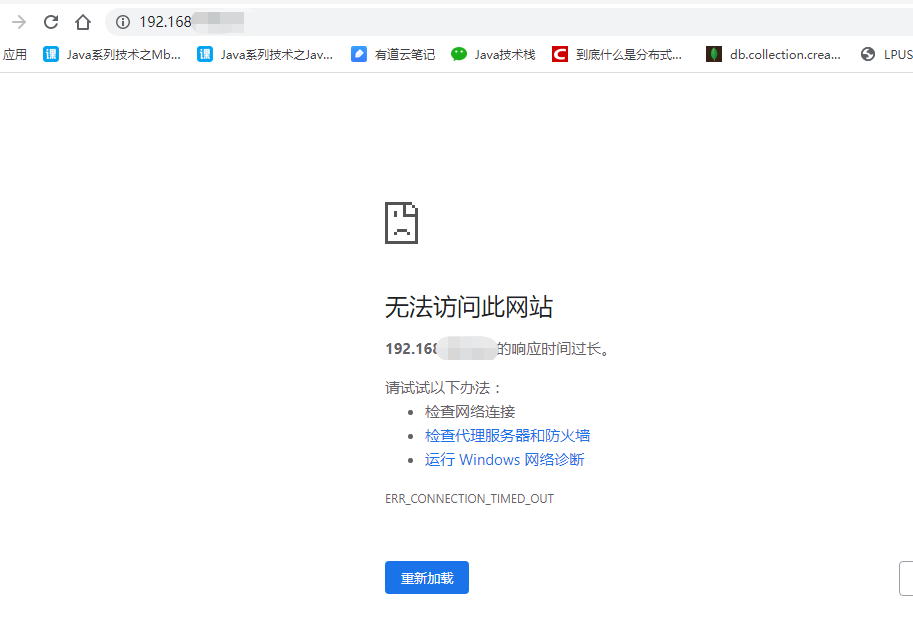 192.168
应用 Java系列技术之Mb... Java系列技术之Jav... 有道云笔记 Java技术栈 到底什么是分布式... db.collection.crea... LPUS
无法访问此网站
192.168 的响应时间过长。
请试试以下办法：
检查网络连接
检查代理服务器和防火墙
运行 Windows 网络诊断
ERR_CONNECTION_TIMED_OUT
重新加载